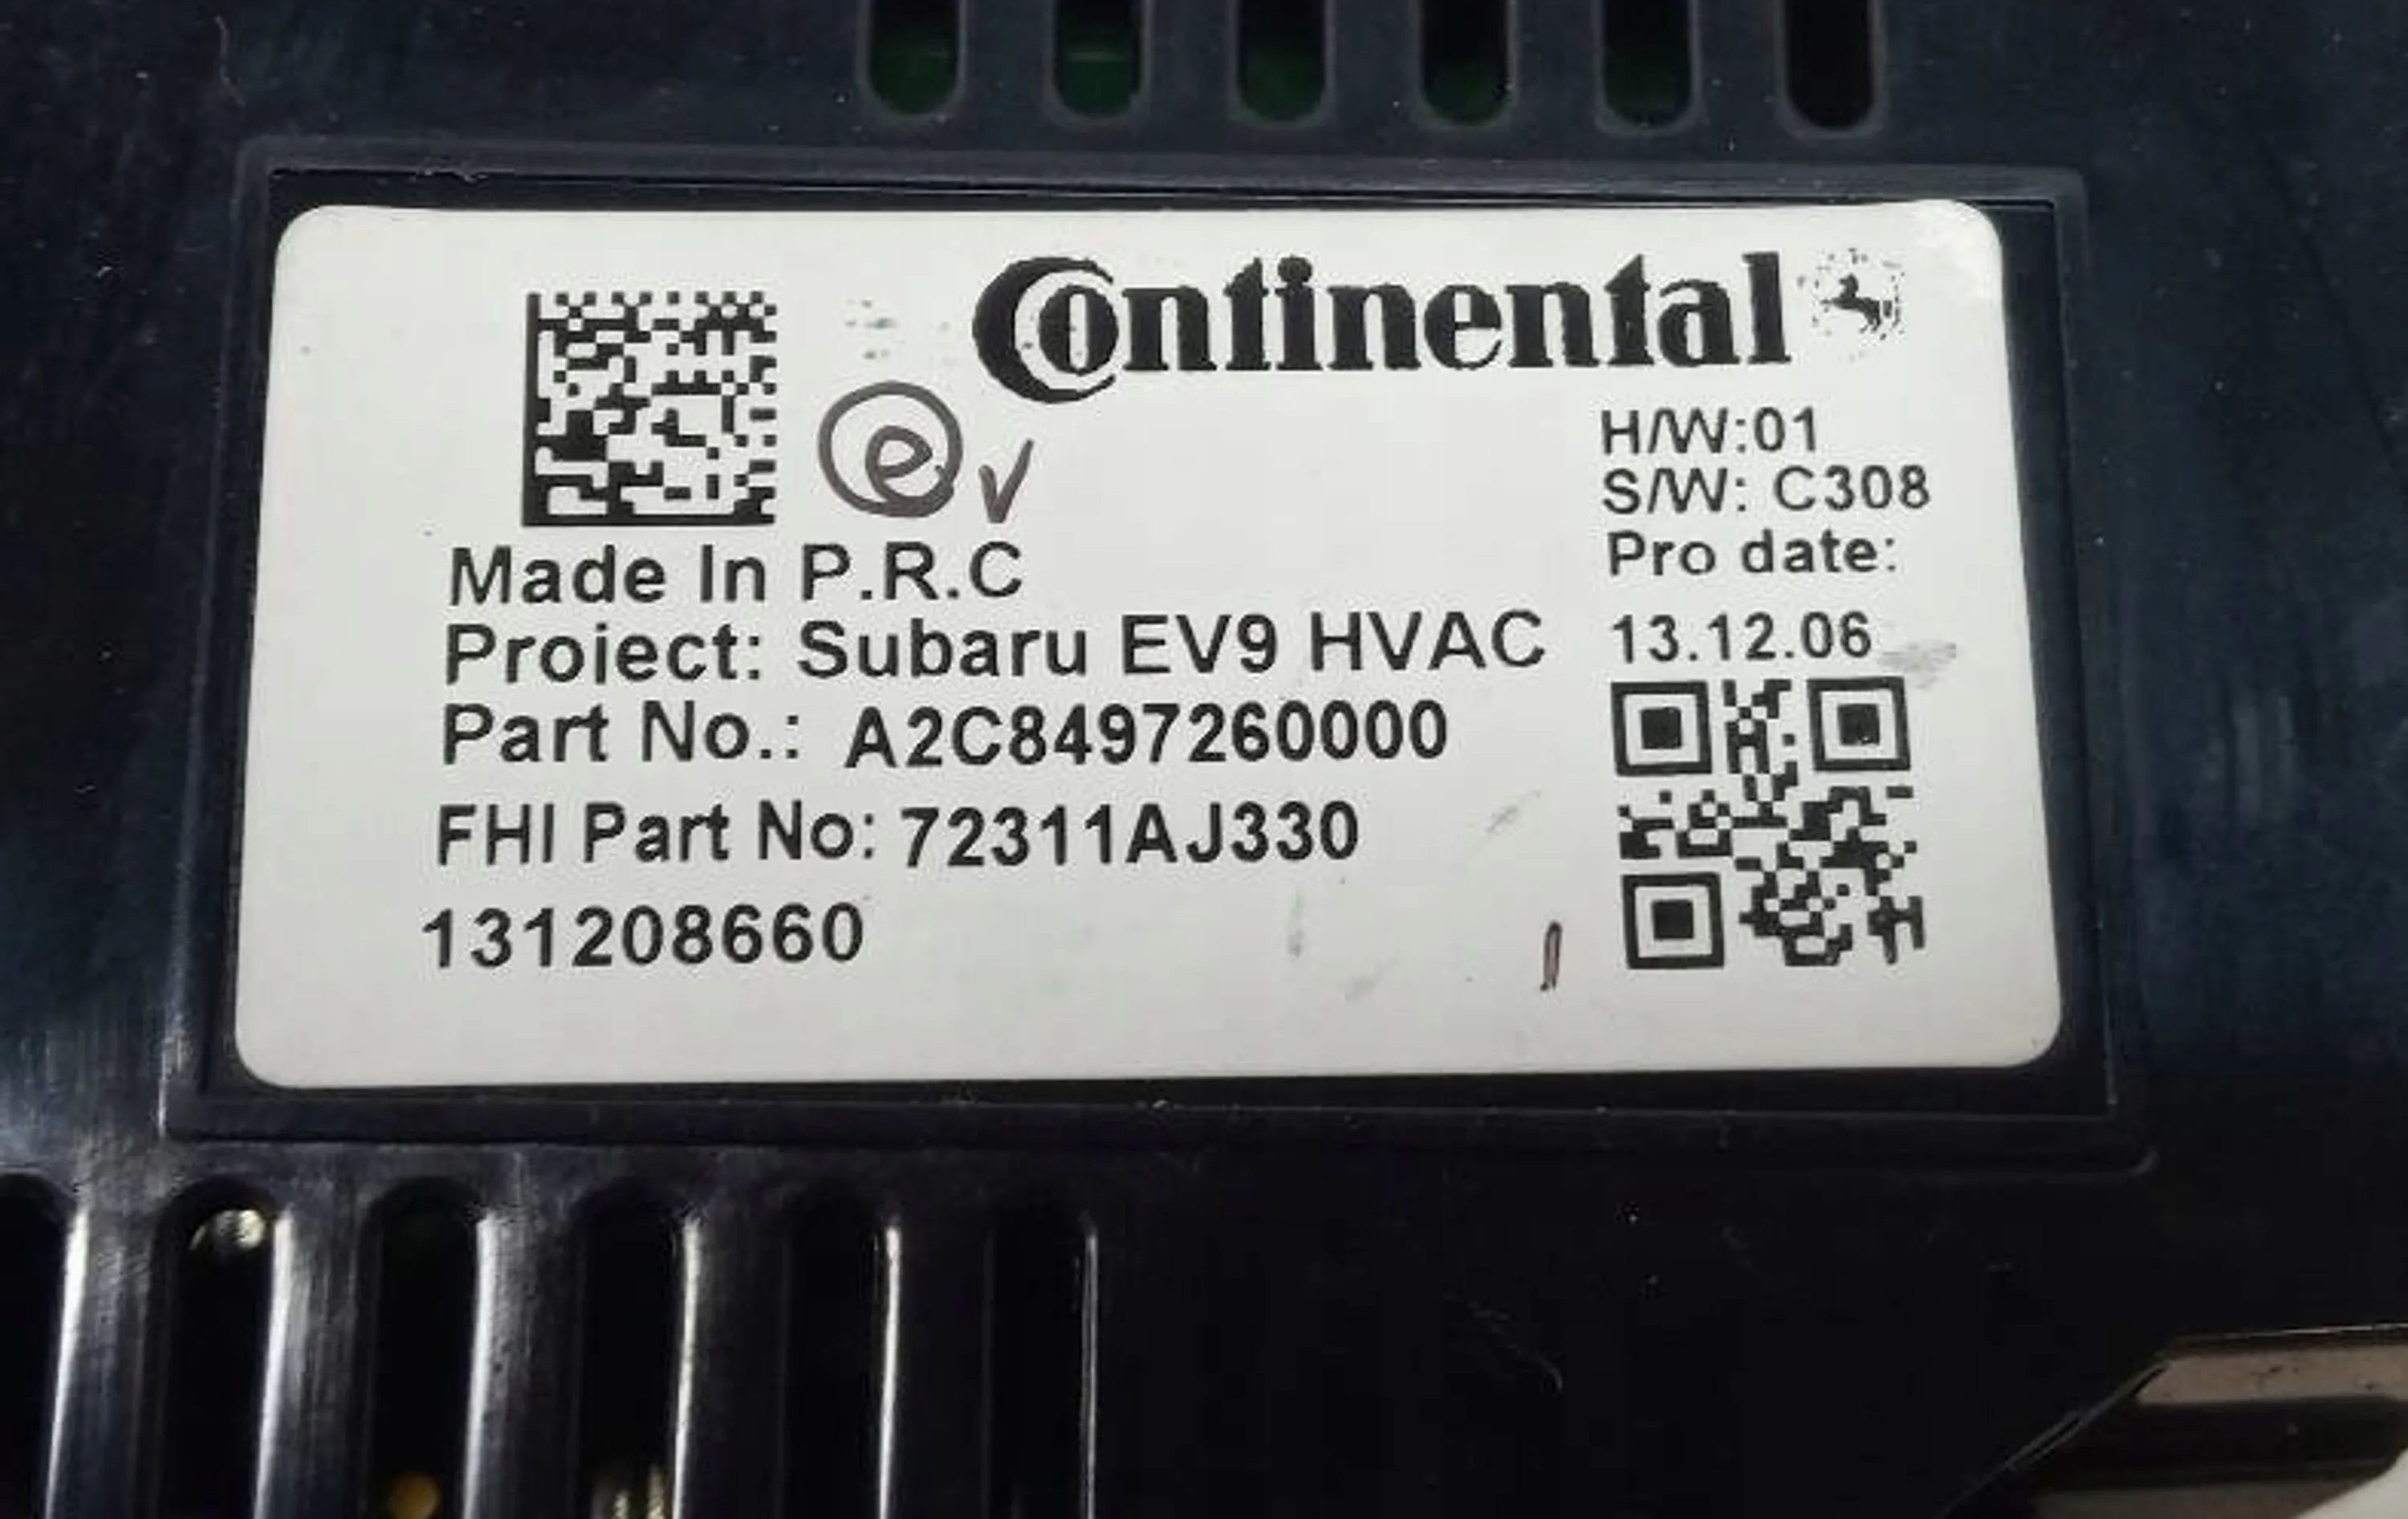 Continental
H/W:01
S/W: C308
Pro date:
13.12.06
Made In P.R.C
Project: Subaru EV9 HVAC
Part No.: A2C8497260000
FHI Part No: 72311AJ330
131208660